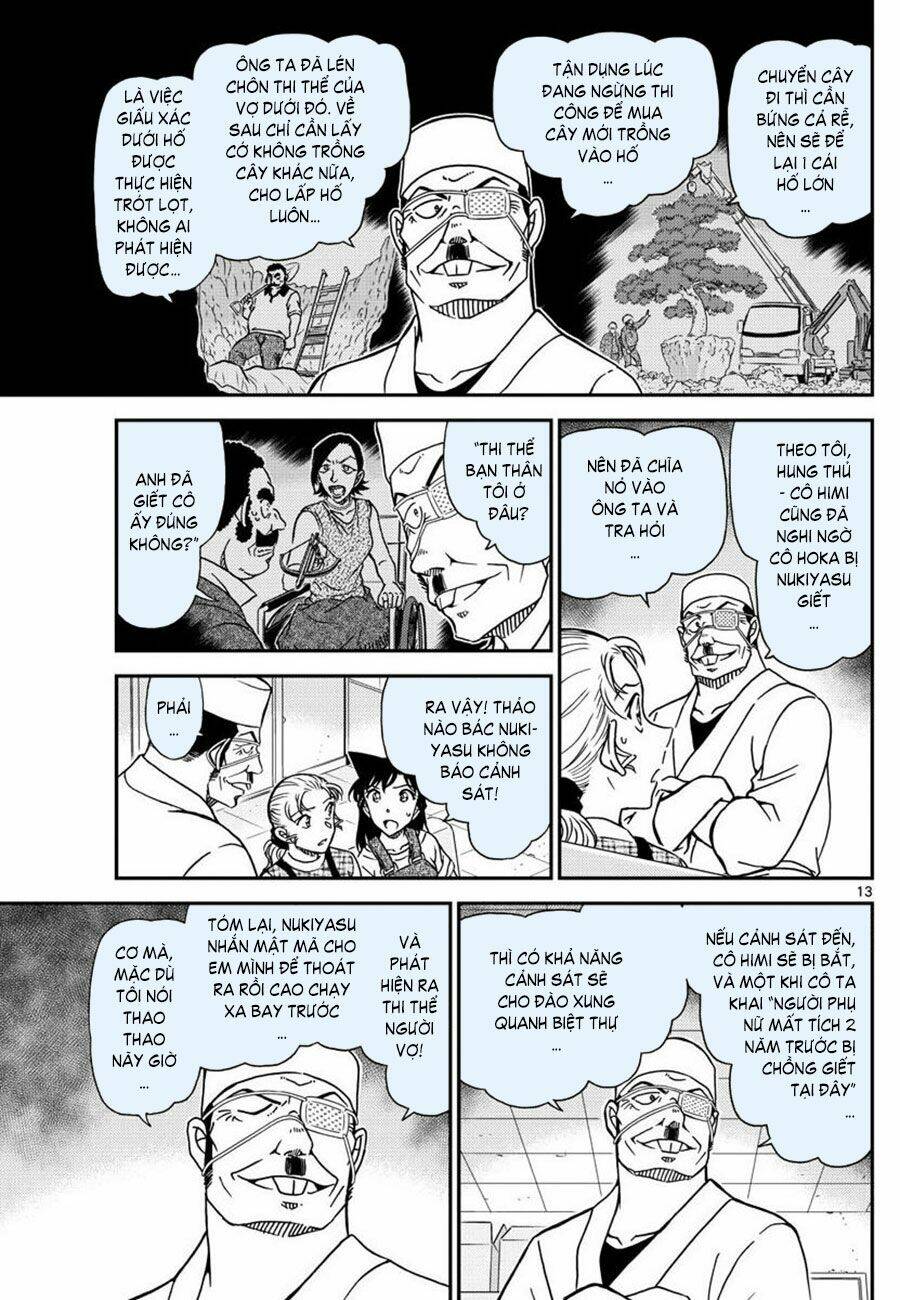 CHUYỂN CÂY
ĐI THÌ CẦN
BỨNG CẢ RỄ,
NÊN SẼ ĐỂ
LẠI 1 CÁI
HỐ LỚN
...
TẬN DỤNG LÚC
ĐANG NGỪNG THI
CÔNG ĐỂ MUA
CÂY MỚI TRỒNG
VÀO HỐ
...
ÔNG TA ĐÃ LÉN
CHÔN THI THỂ CỦA
VỢ DƯỚI ĐÓ. VỀ
SAU CHỈ CẦN LẤY
CỚ KHÔNG TRỒNG
CÂY KHÁC NỮA,
CHO LẤP HỐ
LUÔN...
LÀ VIỆC
GIẤU XÁC
DƯỚI HỐ
ĐƯỢC
THỰC HIỆN
TRÓT LỌT,
KHÔNG AI
PHÁT HIỆN
ĐƯỢC...
THEO TÔI,
HUNG THỦ
- CÔ HIMI
CŨNG ĐÃ
NGHI NGỜ
CÔ HOKA BỊ
NUKIYASU
GIẾT
...
NÊN ĐÃ CHĨA
NÓ VÀO
ÔNG TA VÀ
TRA HỎI
...
"THI THỂ
BẠN THÂN
TÔI Ở
ĐÂU?
ANH ĐÃ
GIẾT CÔ
ẤY ĐÚNG
KHÔNG?"
RA VẬY! THẢO
NÀO BÁC NUKI-
YASU KHÔNG
BÁO CẢNH
SÁT!
PHẢI
...
13
NẾU CẢNH SÁT ĐẾN,
CÔ HIMI SẼ BỊ BẮT,
VÀ MỘT KHI CÔ TA
KHAI "NGƯỜI PHỤ
NỮ MẤT TÍCH 2
NĂM TRƯỚC BỊ
CHỒNG GIẾT
TẠI ĐÂY"
...
THÌ CÓ KHẢ NĂNG
CẢNH SÁT SẼ
CHO ĐÀO XUNG
QUANH BIỆT THỰ
...
VÀ
PHÁT
HIỆN RA
THI THỂ
NGƯỜI
VỢ!
TÓM LẠI, NUKIYASU
NHẮN MẬT MÃ CHO
EM MÌNH ĐỂ THOÁT
RA RỒI CAO CHẠY
XA BAY TRƯỚC
...
CƠ MÀ,
MẶC DÙ
TÔI NÓI
THAO
THAO
NÃY GIỜ
...